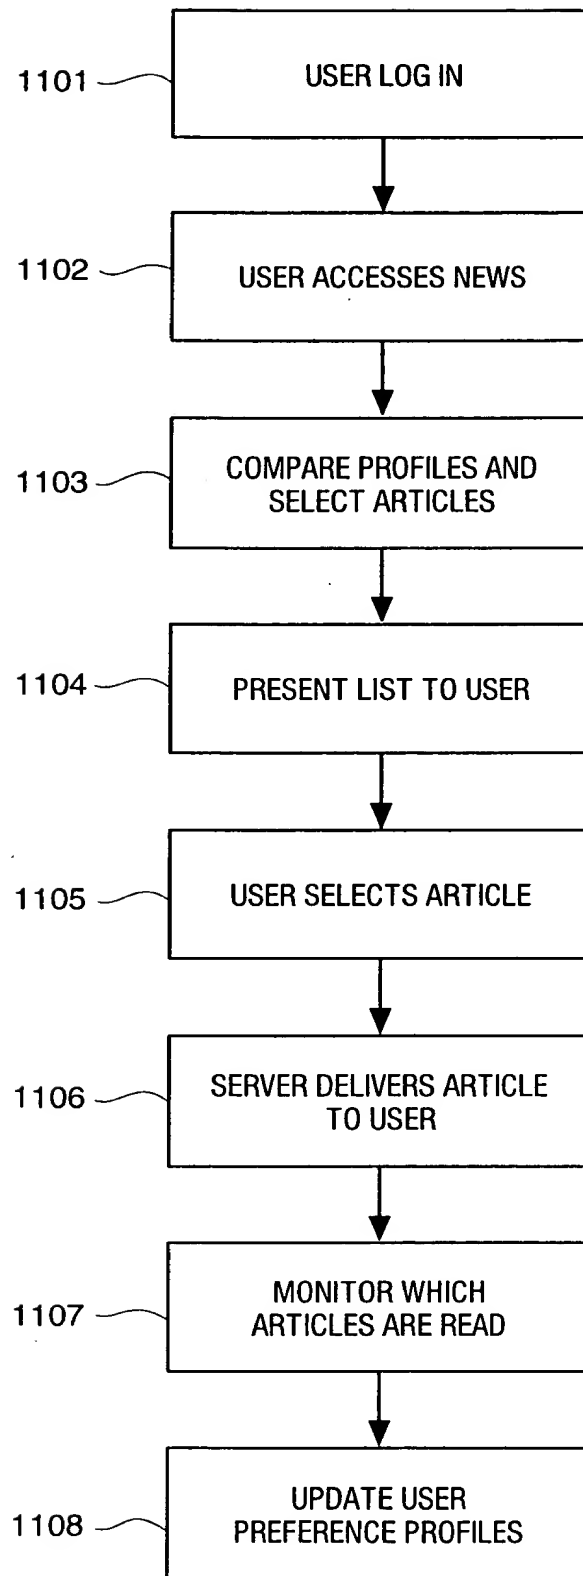 1101
USER LOG IN
1102
USER ACCESSES NEWS
1103
COMPARE PROFILES AND
SELECT ARTICLES
1104
PRESENT LIST TO USER
1105
USER SELECTS ARTICLE
1106
SERVER DELIVERS ARTICLE
TO USER
1107
MONITOR WHICH
ARTICLES ARE READ
1108
UPDATE USER
PREFERENCE PROFILES